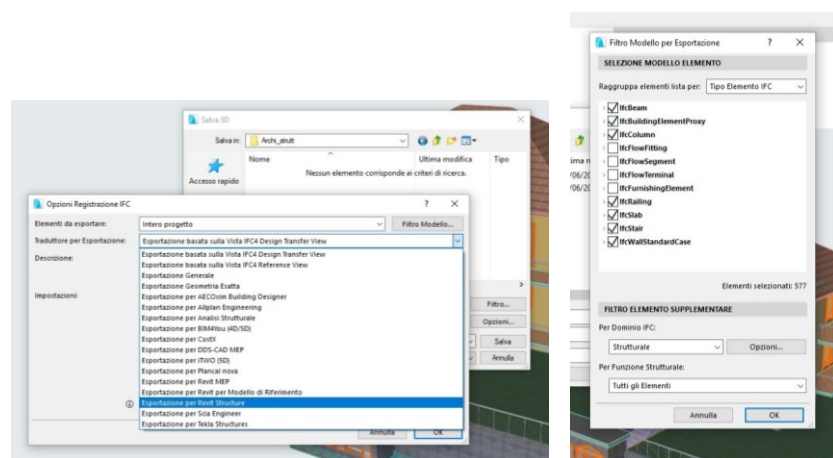 Salva 3D
Salva in: Archi_strutt
Nome Ultima modifica Tipo
Nessun elemento corrisponde ai criteri di ricerca.
Accesso rapido
Filtro...
Opzioni...
Salva
Annulla
Opzioni Registrazione IFC ? X
Elementi da esportare: Intero progetto Filtro Modello...
Traduttore per Esportazione: Esportazione basata sulla Vista IFC4 Design Transfer View
Descrizione:
Impostazioni:
Esportazione basata sulla Vista IFC4 Design Transfer View
Esportazione basata sulla Vista IFC4 Reference View
Esportazione Generale
Esportazione Geometria Esatta
Esportazione per AECOsim Building Designer
Esportazione per Allplan Engineering
Esportazione per Analisi Strutturale
Esportazione per BIM4You (4D/5D)
Esportazione per CostX
Esportazione per DDS-CAD MEP
Esportazione per iTWO (5D)
Esportazione per Plancal nova
Esportazione per Revit MEP
Esportazione per Revit per Modello di Riferimento
Esportazione per Revit Structure
Esportazione per Scia Engineer
Esportazione per Tekla Structures
Annulla OK
Filtro Modello per Esportazione ? X
SELEZIONE MODELLO ELEMENTO
Raggruppa elementi lista per: Tipo Elemento IFC
IfcBeam
IfcBuildingElementProxy
IfcColumn
IfcFlowFitting
IfcFlowSegment
IfcFlowTerminal
IfcFurnishingElement
IfcRailing
IfcSlab
IfcStair
IfcWallStandardCase
Elementi selezionati: 577
FILTRO ELEMENTO SUPPLEMENTARE
Per Dominio IFC:
Strutturale Opzioni...
Per Funzione Strutturale:
Tutti gli Elementi
Annulla OK